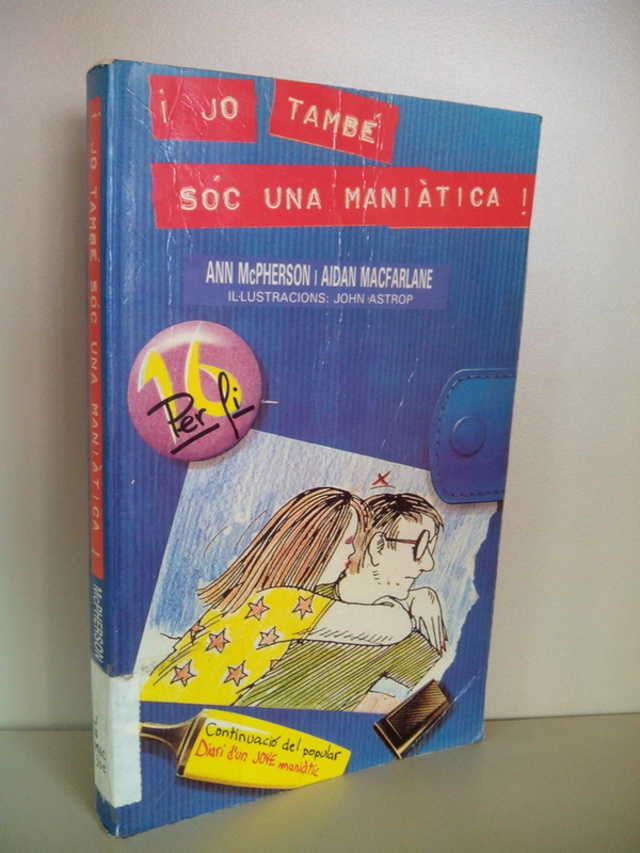 ¡ JO TAMBÉ
SÓC UNA MANIÀTICA !
ANN McPHERSON I AIDAN MACFARLANE
IL·LUSTRACIONS: JOHN ASTROP
16
Per fi
Continuació del popular
Diari d'un JOVE maniàtic
¡ JO TAMBÉ SÓC UNA MANIÀTICA !
McPHERSON